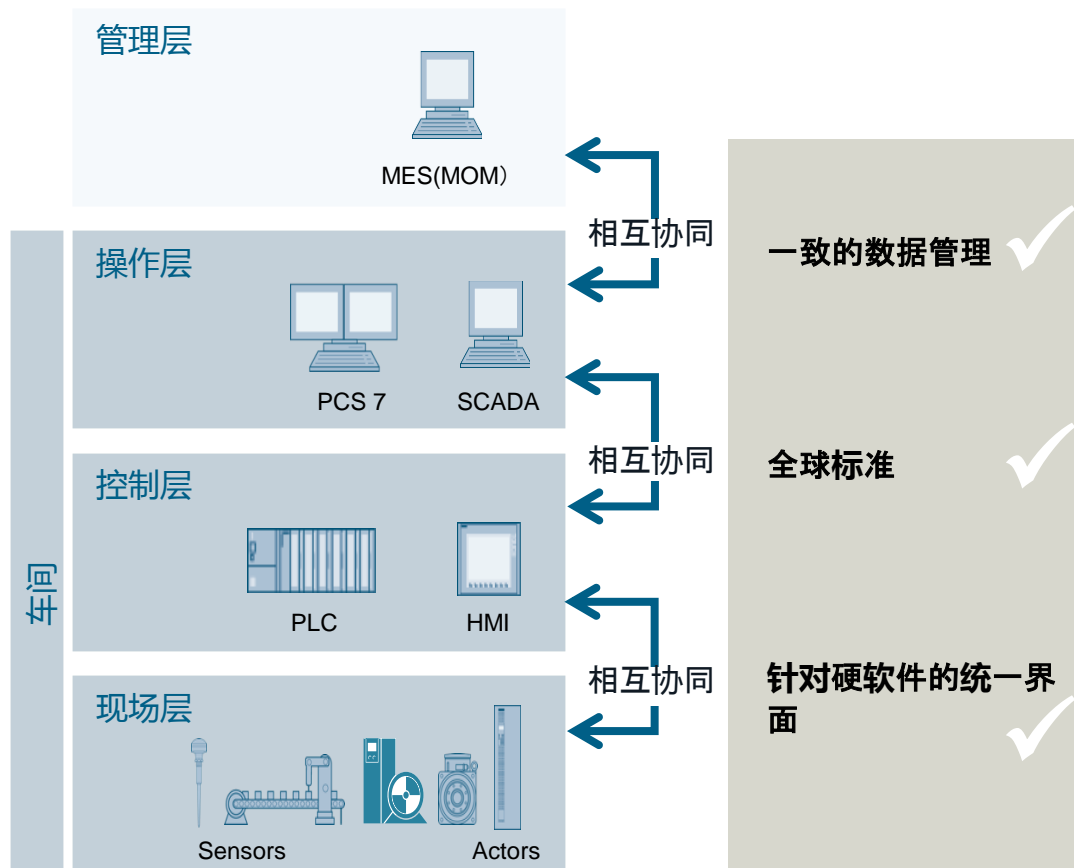 管理层
MES(MOM）
相互协同
操作层
PCS 7
SCADA
相互协同
控制层
PLC
HMI
相互协同
现场层
Sensors
Actors
车间
一致的数据管理
全球标准
针对硬软件的统一界
面